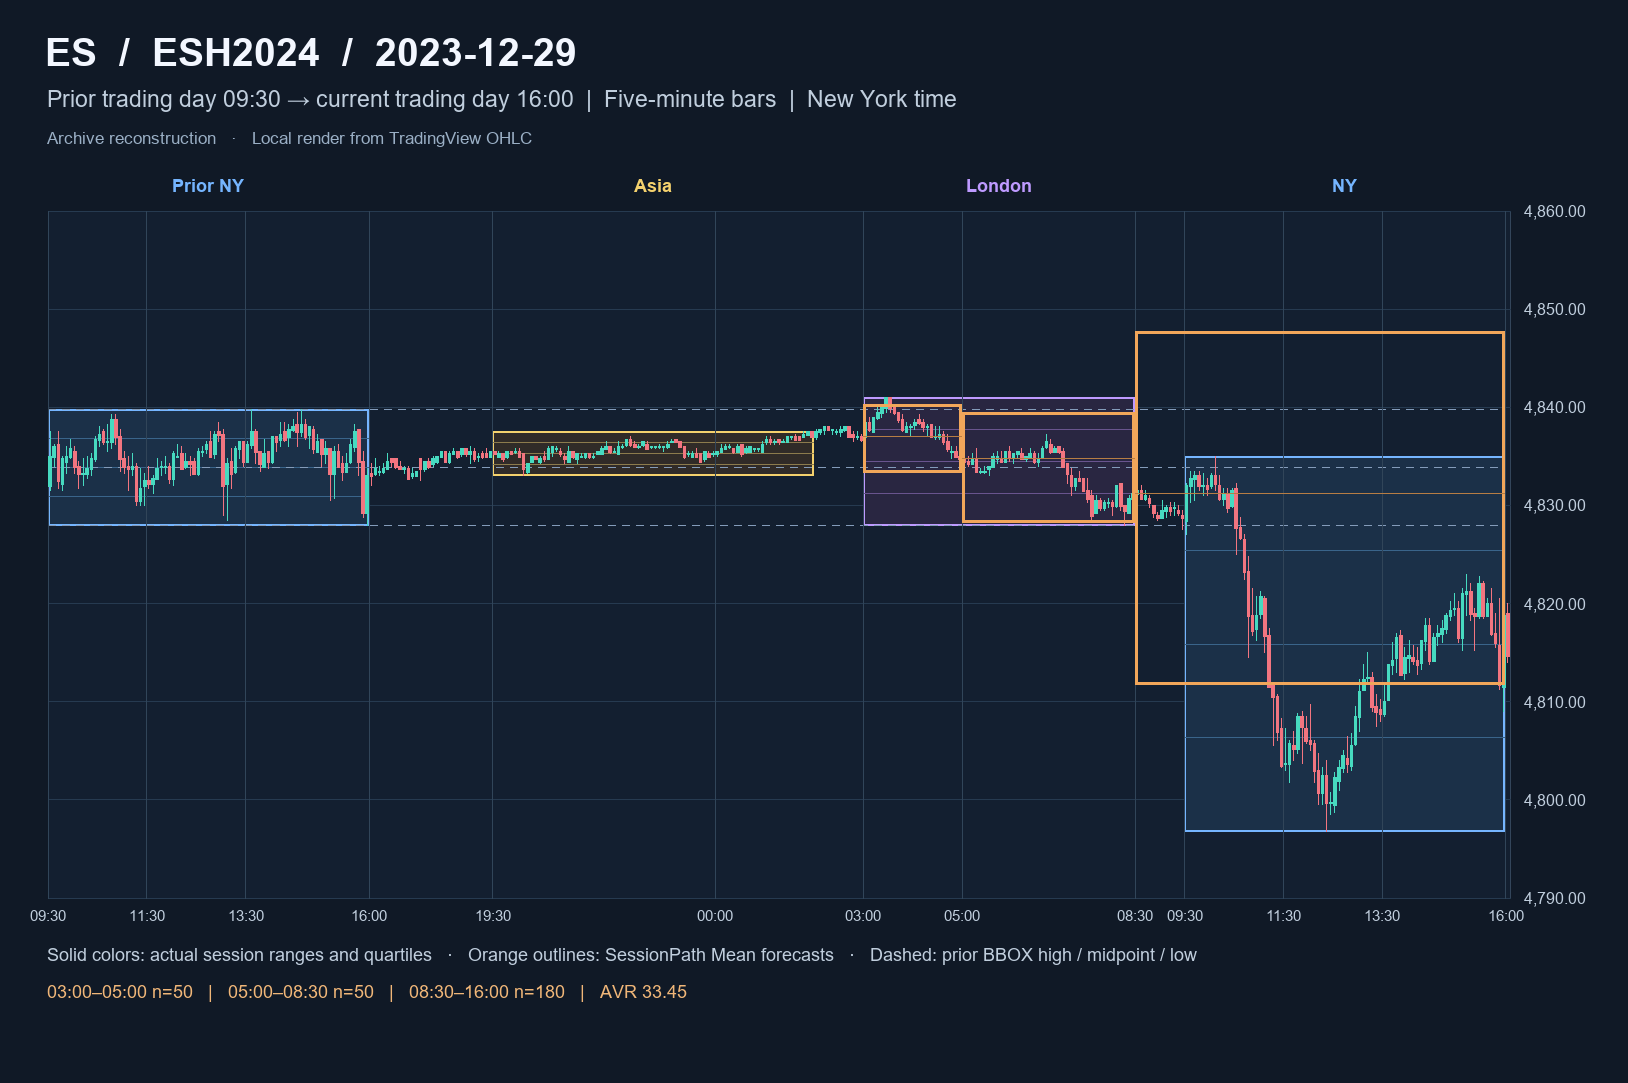 ES / ESH2024 / 2023-12-29
Prior trading day 09:30 → current trading day 16:00 | Five-minute bars | New York time
Archive reconstruction · Local render from TradingView OHLC
Prior NY Asia London NY
4,860.00
4,850.00
4,840.00
4,830.00
4,820.00
4,810.00
4,800.00
4,790.00
09:30 11:30 13:30 16:00 19:30 00:00 03:00 05:00 08:30 09:30 11:30 13:30 16:00
Solid colors: actual session ranges and quartiles · Orange outlines: SessionPath Mean forecasts · Dashed: prior BBOX high / midpoint / low
03:00–05:00 n=50 | 05:00–08:30 n=50 | 08:30–16:00 n=180 | AVR 33.45